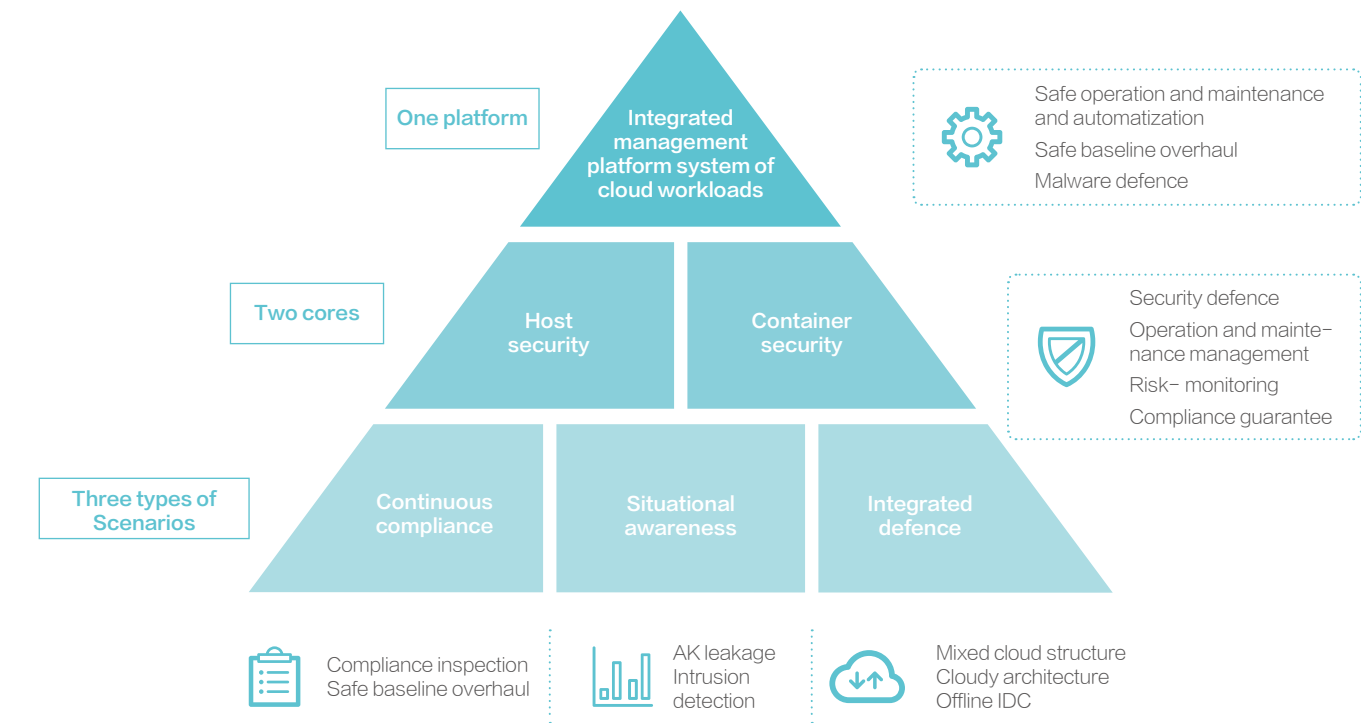 One platform
Integrated
management
platform system of
cloud workloads
Safe operation and maintenance
and automatization
Safe baseline overhaul
Malware defence
Two cores
Host
security
Container
security
Security defence
Operation and mainte-
nance management
Risk- monitoring
Compliance guarantee
Three types of
Scenarios
Continuous
compliance
Situational
awareness
Integrated
defence
Compliance inspection
Safe baseline overhaul
AK leakage
Intrusion
detection
Mixed cloud structure
Cloudy architecture
Offline IDC